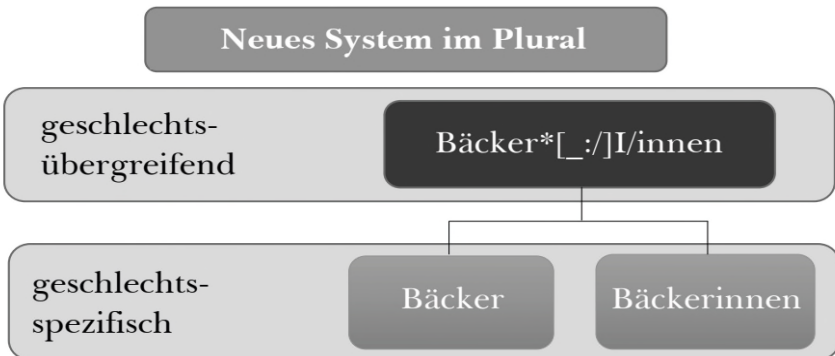 Neues System im Plural
geschlechts-
übergreifend
Bäcker*[_:/]I/innen
geschlechts-
spezifisch
Bäcker
Bäckerinnen